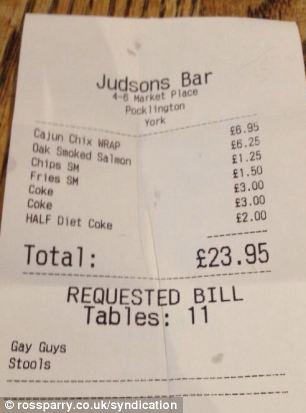 Judsons Bar
4-6 Market Place
Pocklington
York
Cajun Chix WRAP £6.95
Oak Smoked Salmon £6.25
Chips SM £1.25
Fries SM £1.50
Coke £3.00
Coke £3.00
HALF Diet Coke £2.00
Total: £23.95
REQUESTED BILL
Tables: 11
Gay Guys
Stools
© rossparry.co.uk/syndication